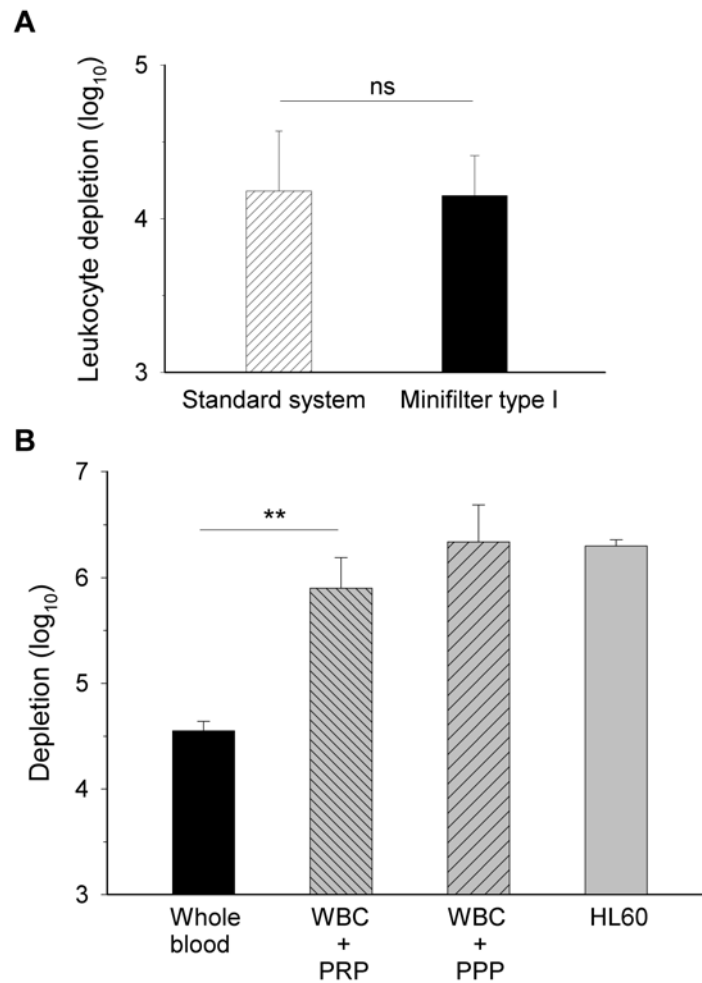 A
Leukocyte depletion (log10)
5
4
3
ns
Standard system Minifilter type I
B
Depletion (log10)
7
6
5
4
3
**
Whole blood
WBC + PRP
WBC + PPP
HL60